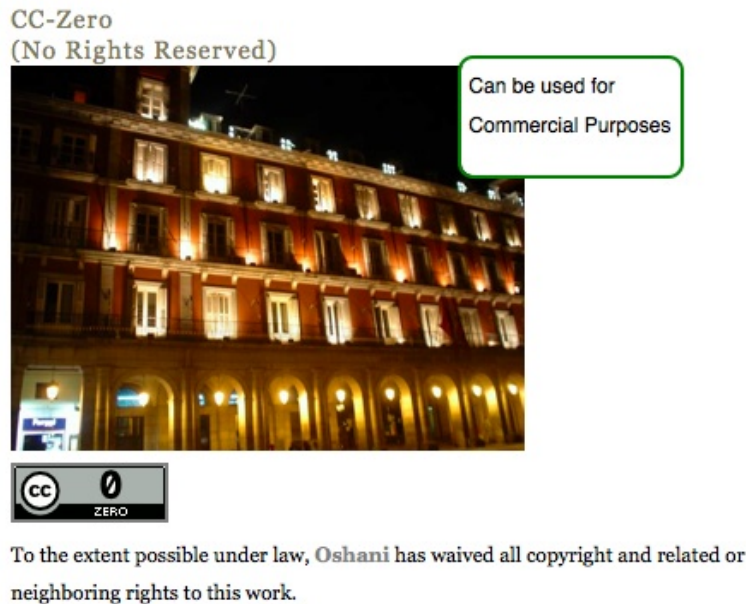 CC-Zero
(No Rights Reserved)
Can be used for
Commercial Purposes
cc 0
ZERO
To the extent possible under law, Oshani has waived all copyright and related or
neighboring rights to this work.